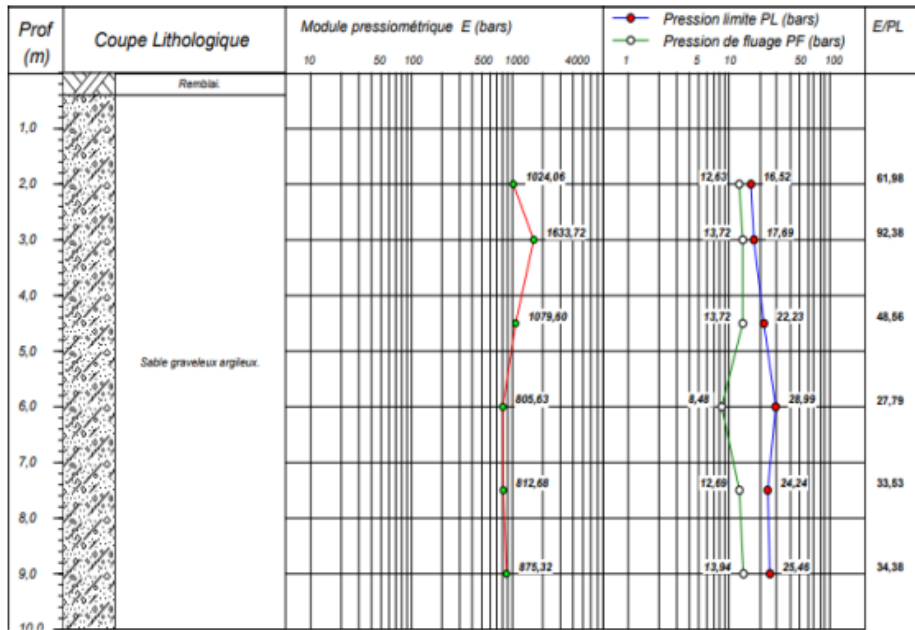 Prof (m)
Coupe Lithologique
Module pressiométrique E (bars)
10 50 100 500 1000 4000
Pression limite PL (bars)
Pression de fluage PF (bars)
1 5 10 50 100
E/PL
Remblai.
1,0
2,0 1024,06 12,63 16,52 61,98
3,0 1633,72 13,72 17,69 92,38
4,0
1079,60 13,72 22,23 48,56
5,0
Sable graveleux argileux.
6,0 805,63 8,48 28,99 27,79
7,0
812,68 12,69 24,24 33,53
8,0
9,0 875,32 13,94 25,46 34,38
10,0